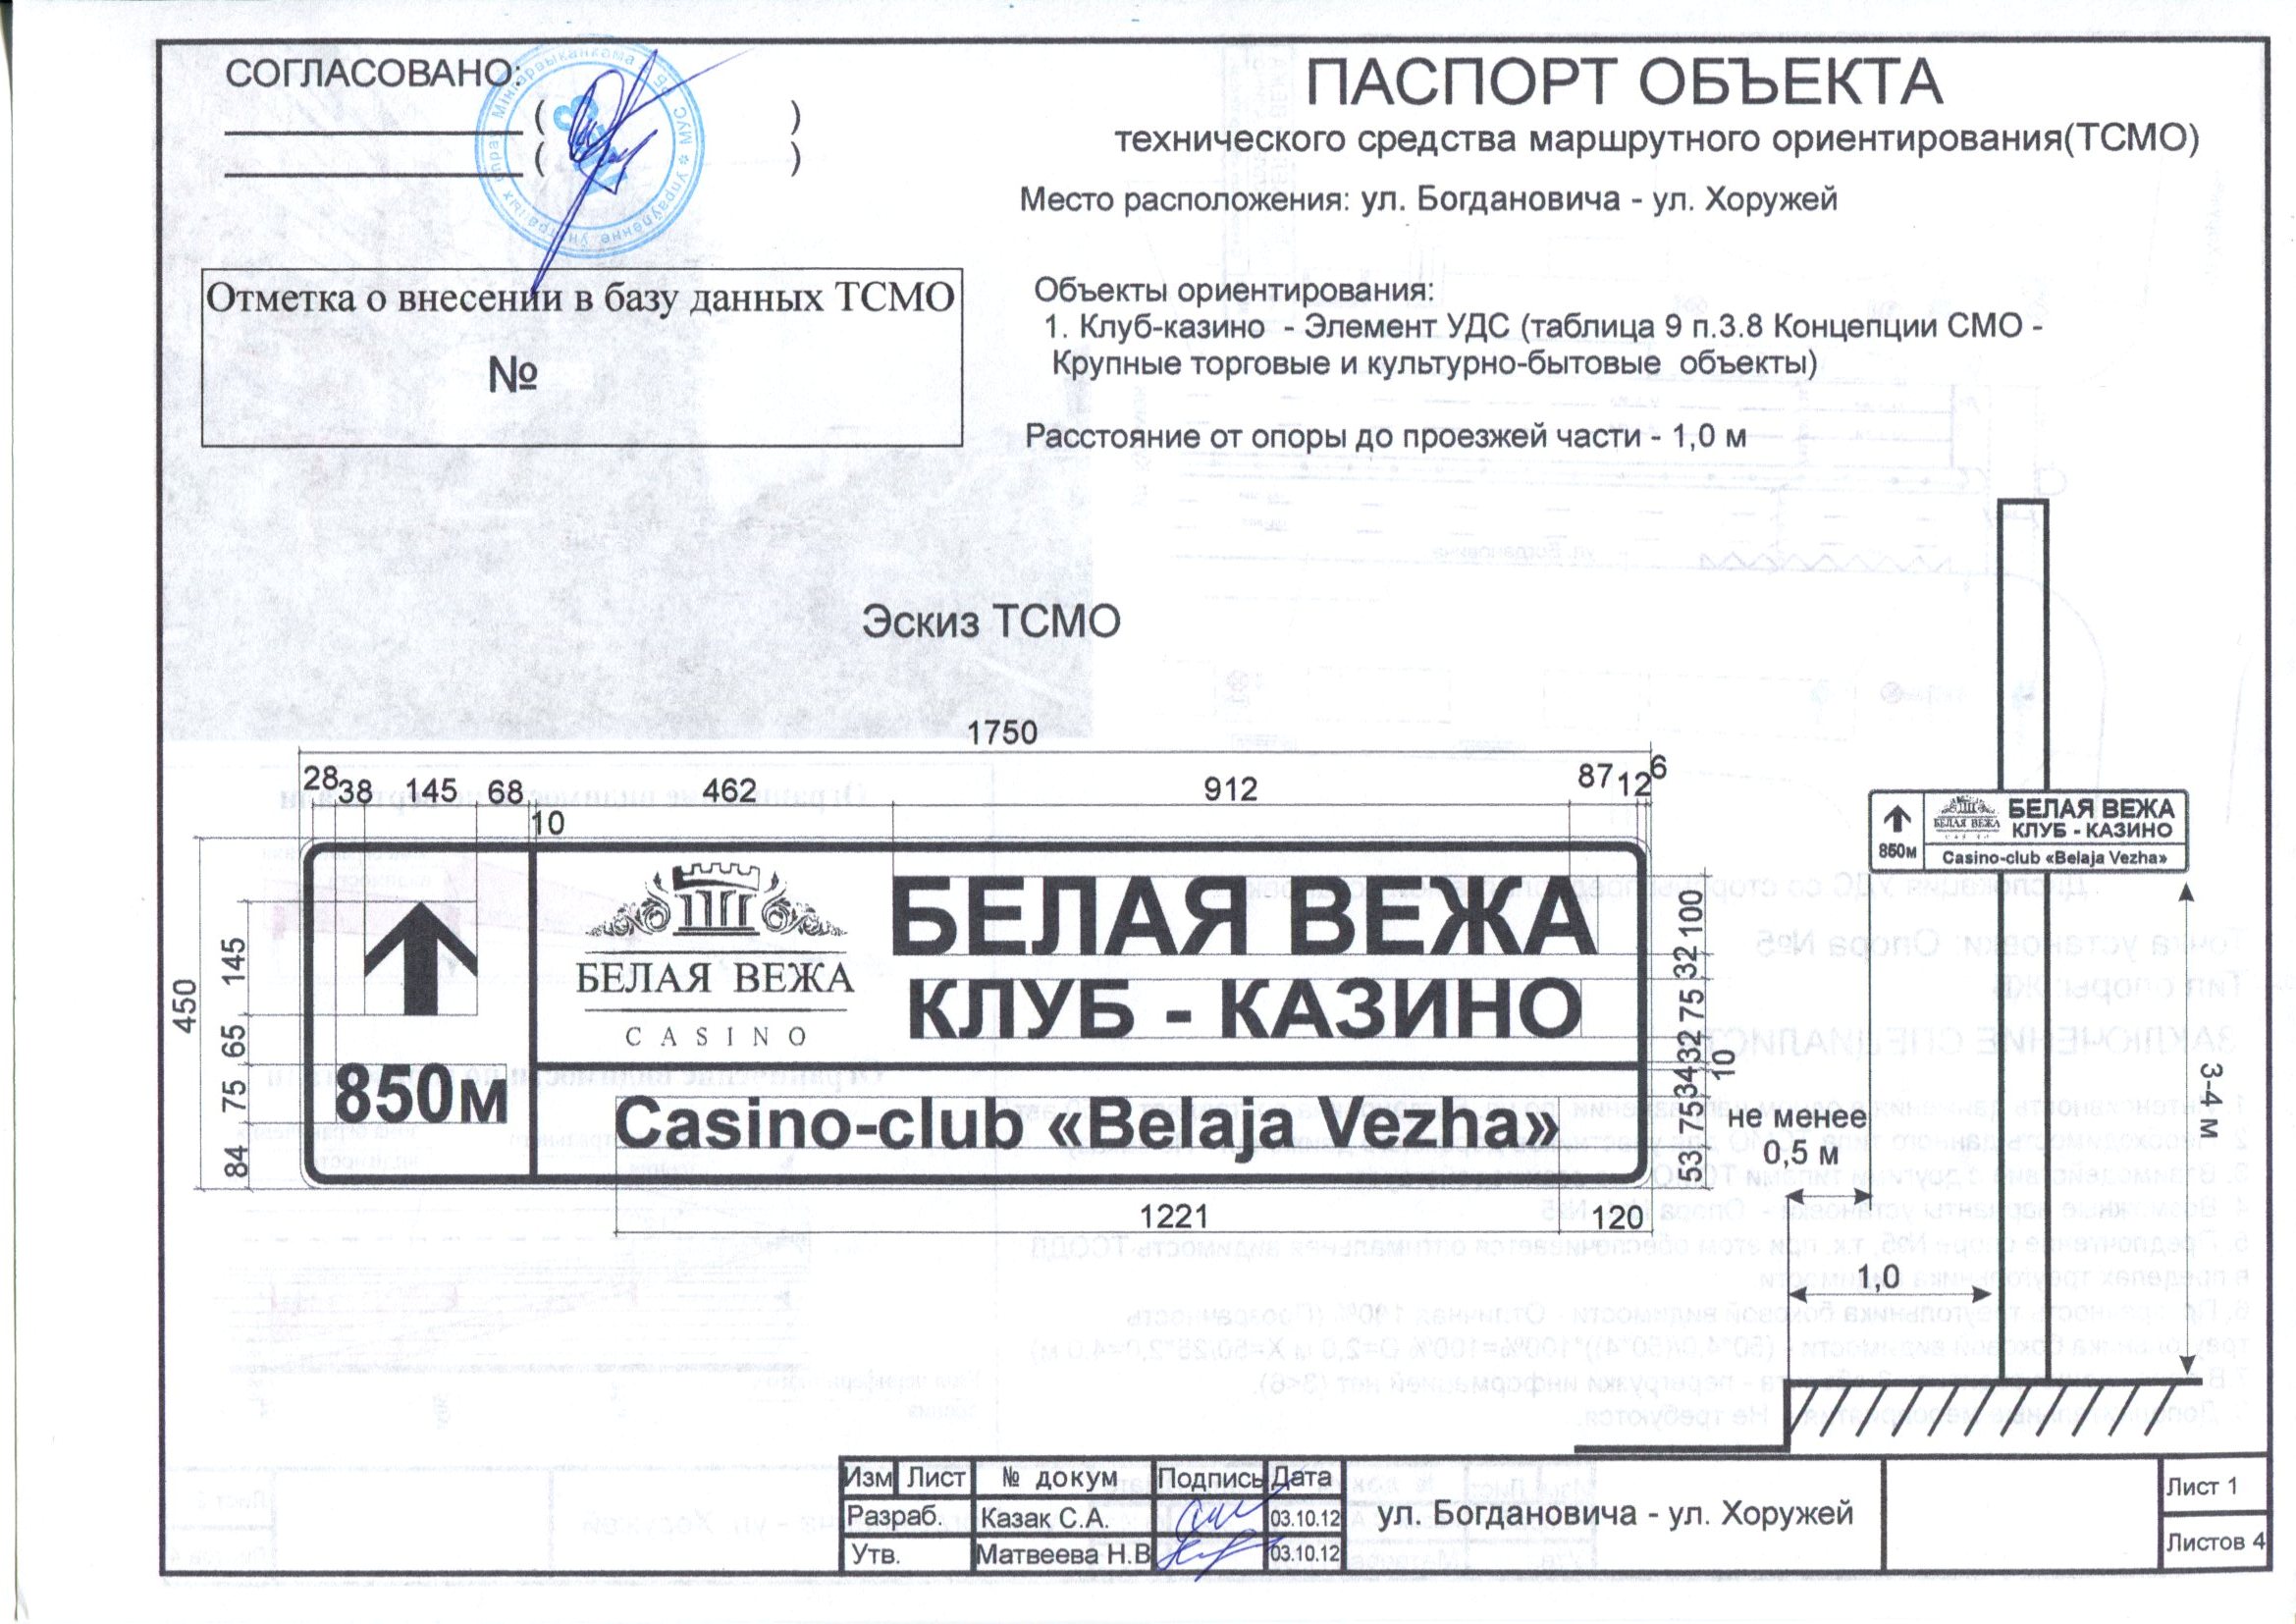 СОГЛАСОВАНО:
( )
( )
ПАСПОРТ ОБЪЕКТА
технического средства маршрутного ориентирования(ТСМО)
Место расположения: ул. Богдановича - ул. Хоружей
Отметка о внесении в базу данных ТСМО
№
Объекты ориентирования:
1. Клуб-казино - Элемент УДС (таблица 9 п.3.8 Концепции СМО -
Крупные торговые и культурно-бытовые объекты)
Расстояние от опоры до проезжей части - 1,0 м
Эскиз ТСМО
1750
28 38 145 68 10 462 912 87 12 6
450
145
65
75
84
850м
БЕЛАЯ ВЕЖА
CASINO
БЕЛАЯ ВЕЖА
КЛУБ - КАЗИНО
Casino-club «Belaja Vezha»
100
32
75
32
10
34
75
53
1221 120
850м
БЕЛАЯ ВЕЖА
БЕЛАЯ ВЕЖА
КЛУБ - КАЗИНО
Casino-club «Belaja Vezha»
не ненее
0,5 м
1,0
3-4 м
Изм Лист № докум Подпись Дата
Разраб. Казак С.А. 03.10.12
Утв. Матвеева Н.В 03.10.12
ул. Богдановича - ул. Хоружей
Лист 1
Листов 4